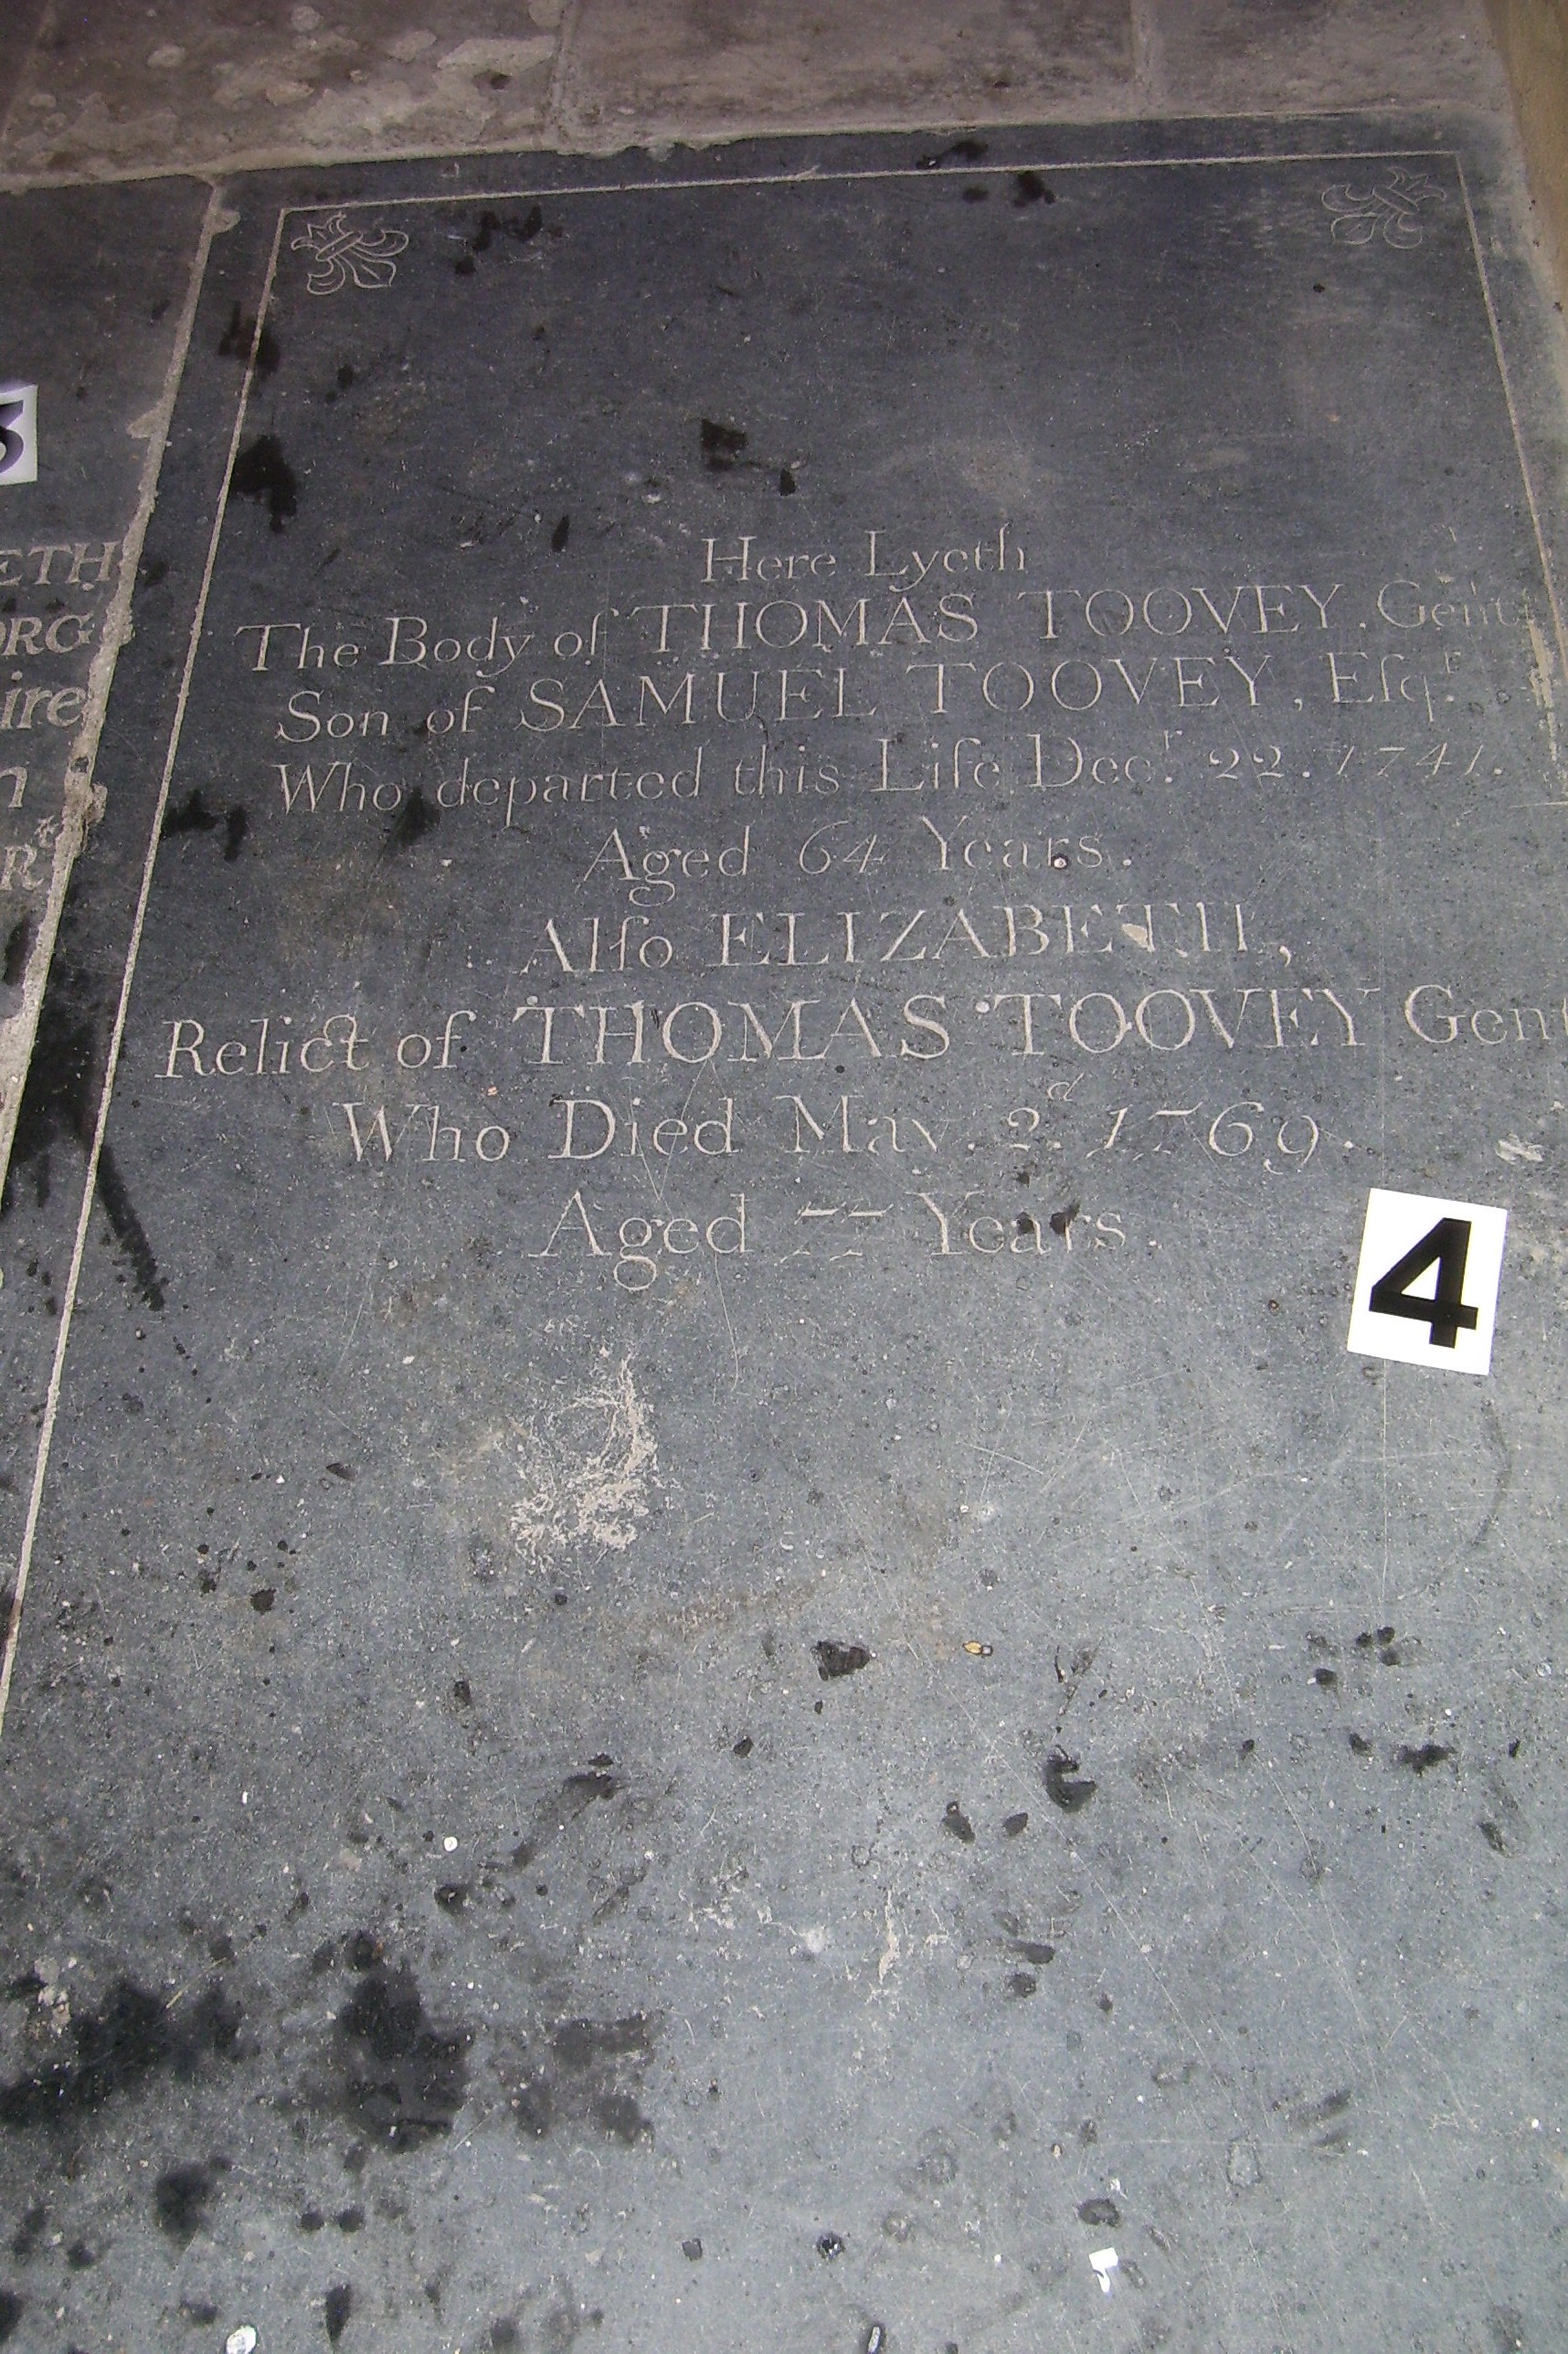 Here Lyeth
The Body of THOMAS TOOVEY, Gent
Son of SAMUEL TOOVEY, Eſqr
Who departed this Life Decr. 22. 1741.
Aged 64 Years.
Alſo ELIZABETH,
Relict of THOMAS TOOVEY Gent
Who Died May. 2d. 1769.
Aged 77 Years.
4
ETH
ORG
ire
n
R